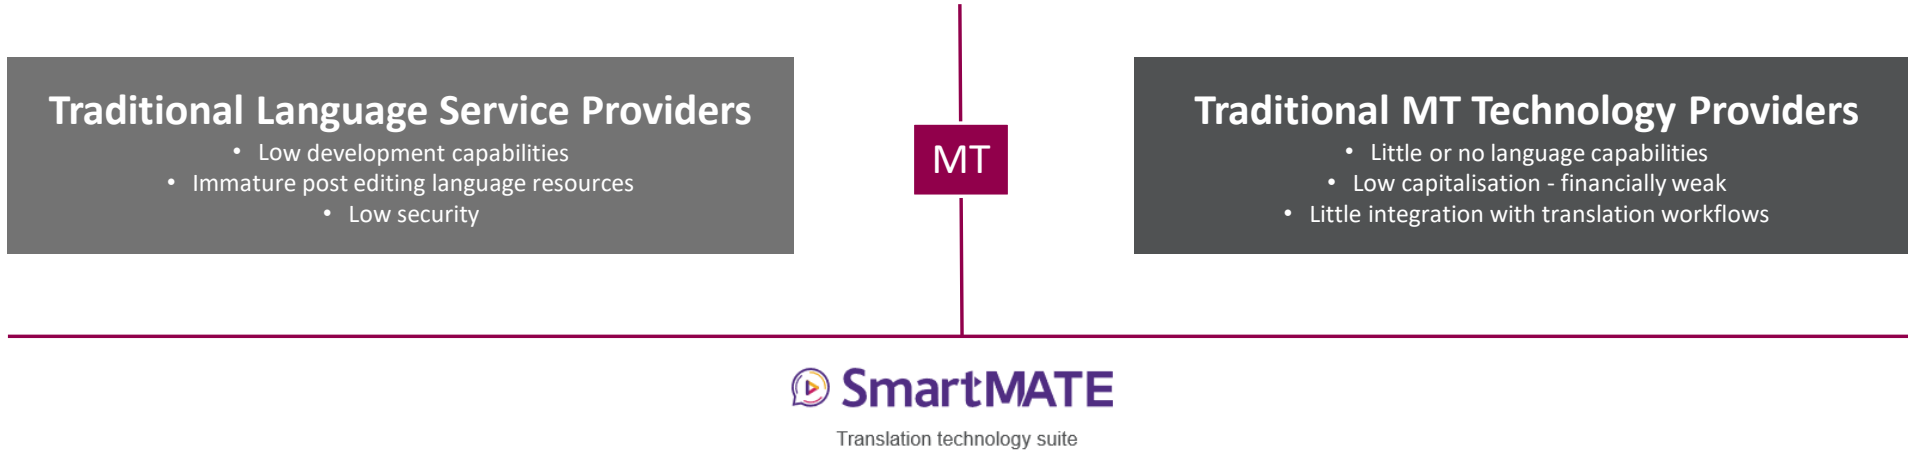 Traditional Language Service Providers
• Low development capabilities
• Immature post editing language resources
• Low security
MT
Traditional MT Technology Providers
• Little or no language capabilities
• Low capitalisation - financially weak
• Little integration with translation workflows
SmartMATE
Translation technology suite